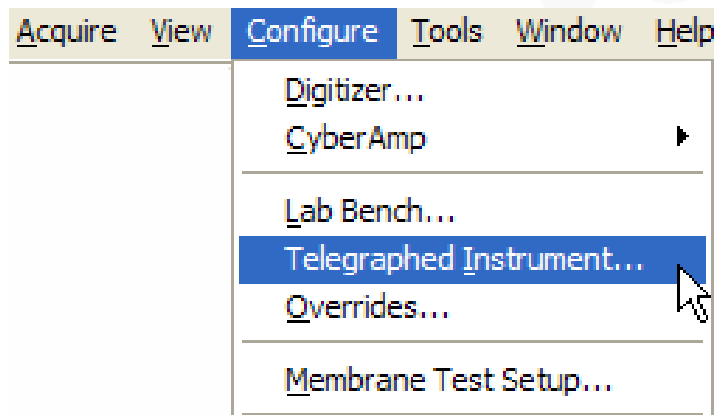 Acquire View Configure Tools Window Help
Digitizer...
CyberAmp
Lab Bench...
Telegraphed Instrument...
Overrides...
Membrane Test Setup...